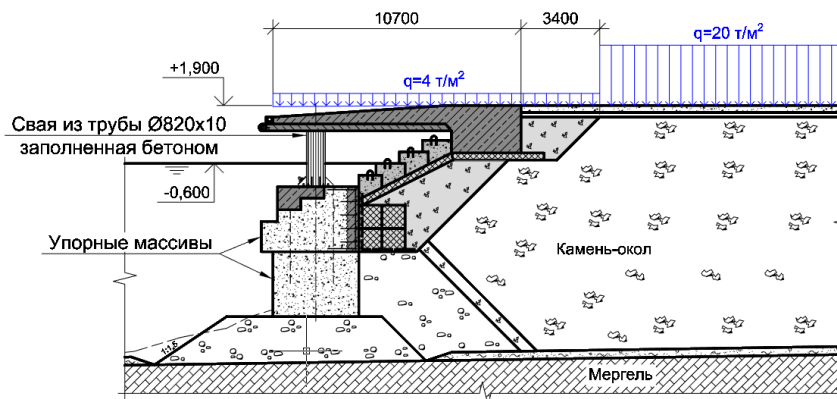 10700
3400
q=20 т/м²
q=4 т/м²
+1,900
Свая из трубы Ø820х10
заполненная бетоном
-0,600
Упорные массивы
Камень-окол
1:1,5
Мергель